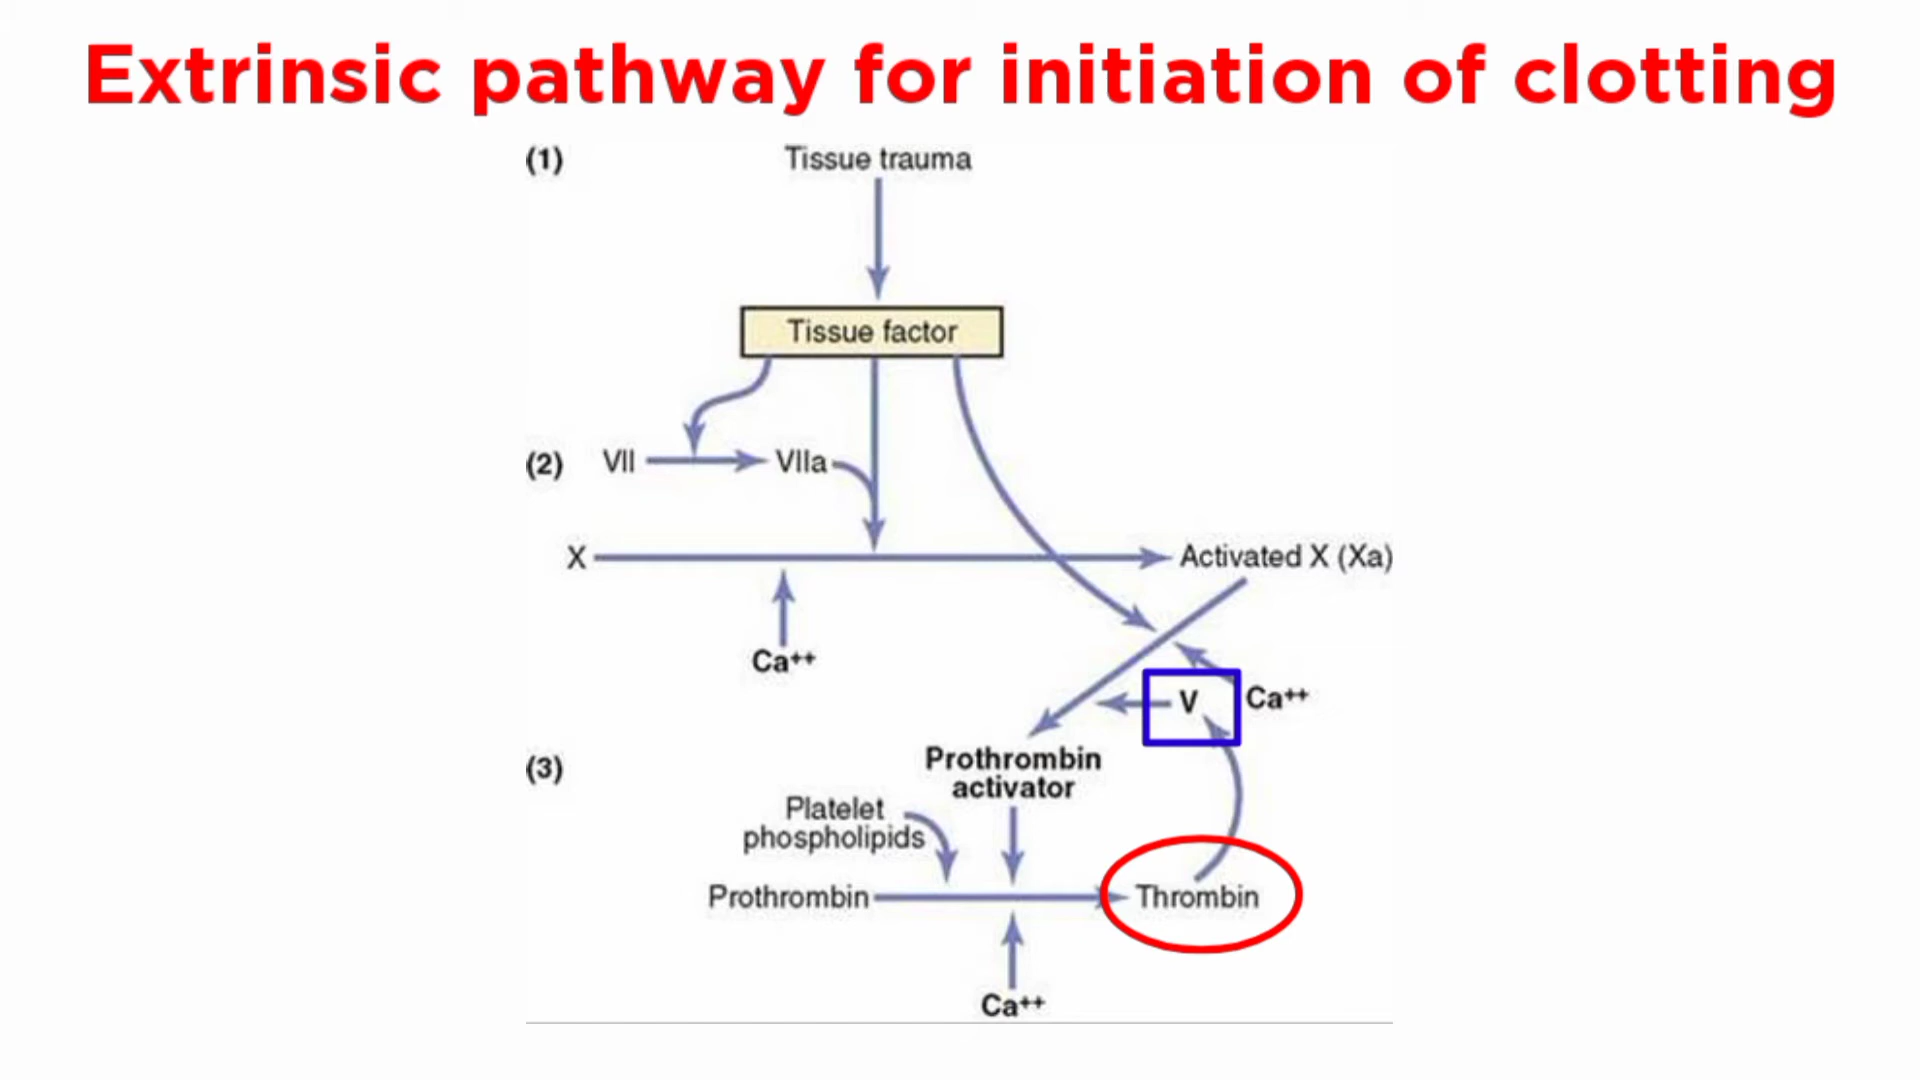 Extrinsic pathway for initiation of clotting
(1)
Tissue trauma
Tissue factor
(2)
VII
VIIa
X
Activated X (Xa)
Ca++
V
Ca++
(3)
Prothrombin
activator
Platelet
phospholipids
Prothrombin
Thrombin
Ca++